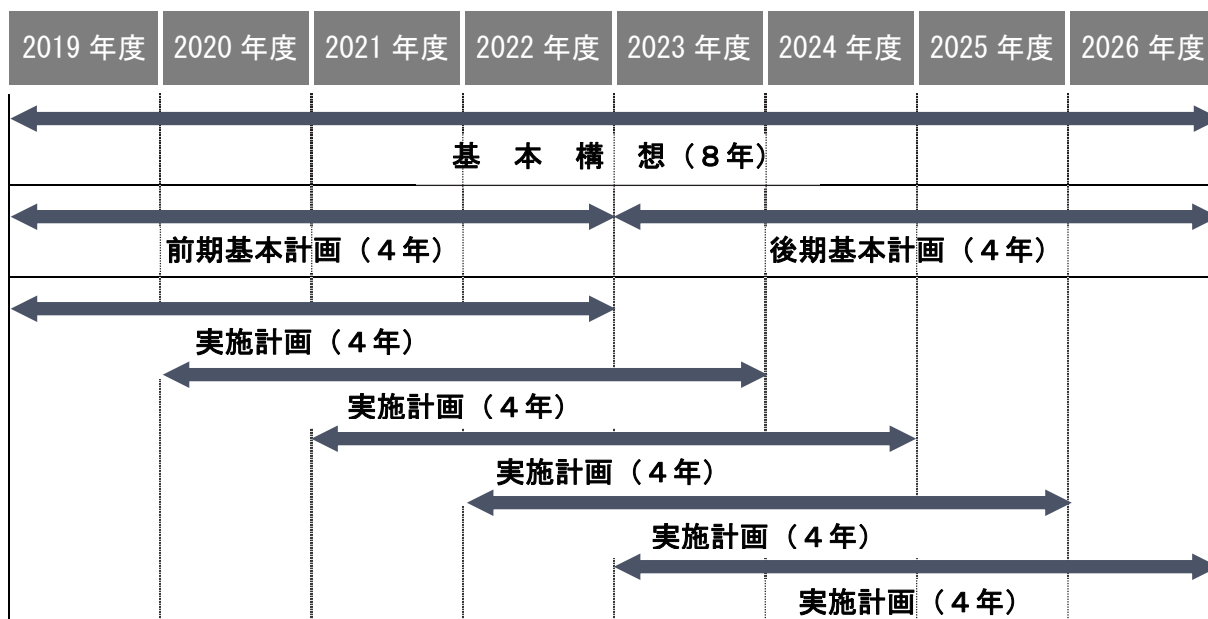 2019 年度 2020 年度 2021 年度 2022 年度 2023 年度 2024 年度 2025 年度 2026 年度
基 本 構 想（８年）
前期基本計画（４年） 後期基本計画（４年）
実施計画（４年）
実施計画（４年）
実施計画（４年）
実施計画（４年）
実施計画（４年）